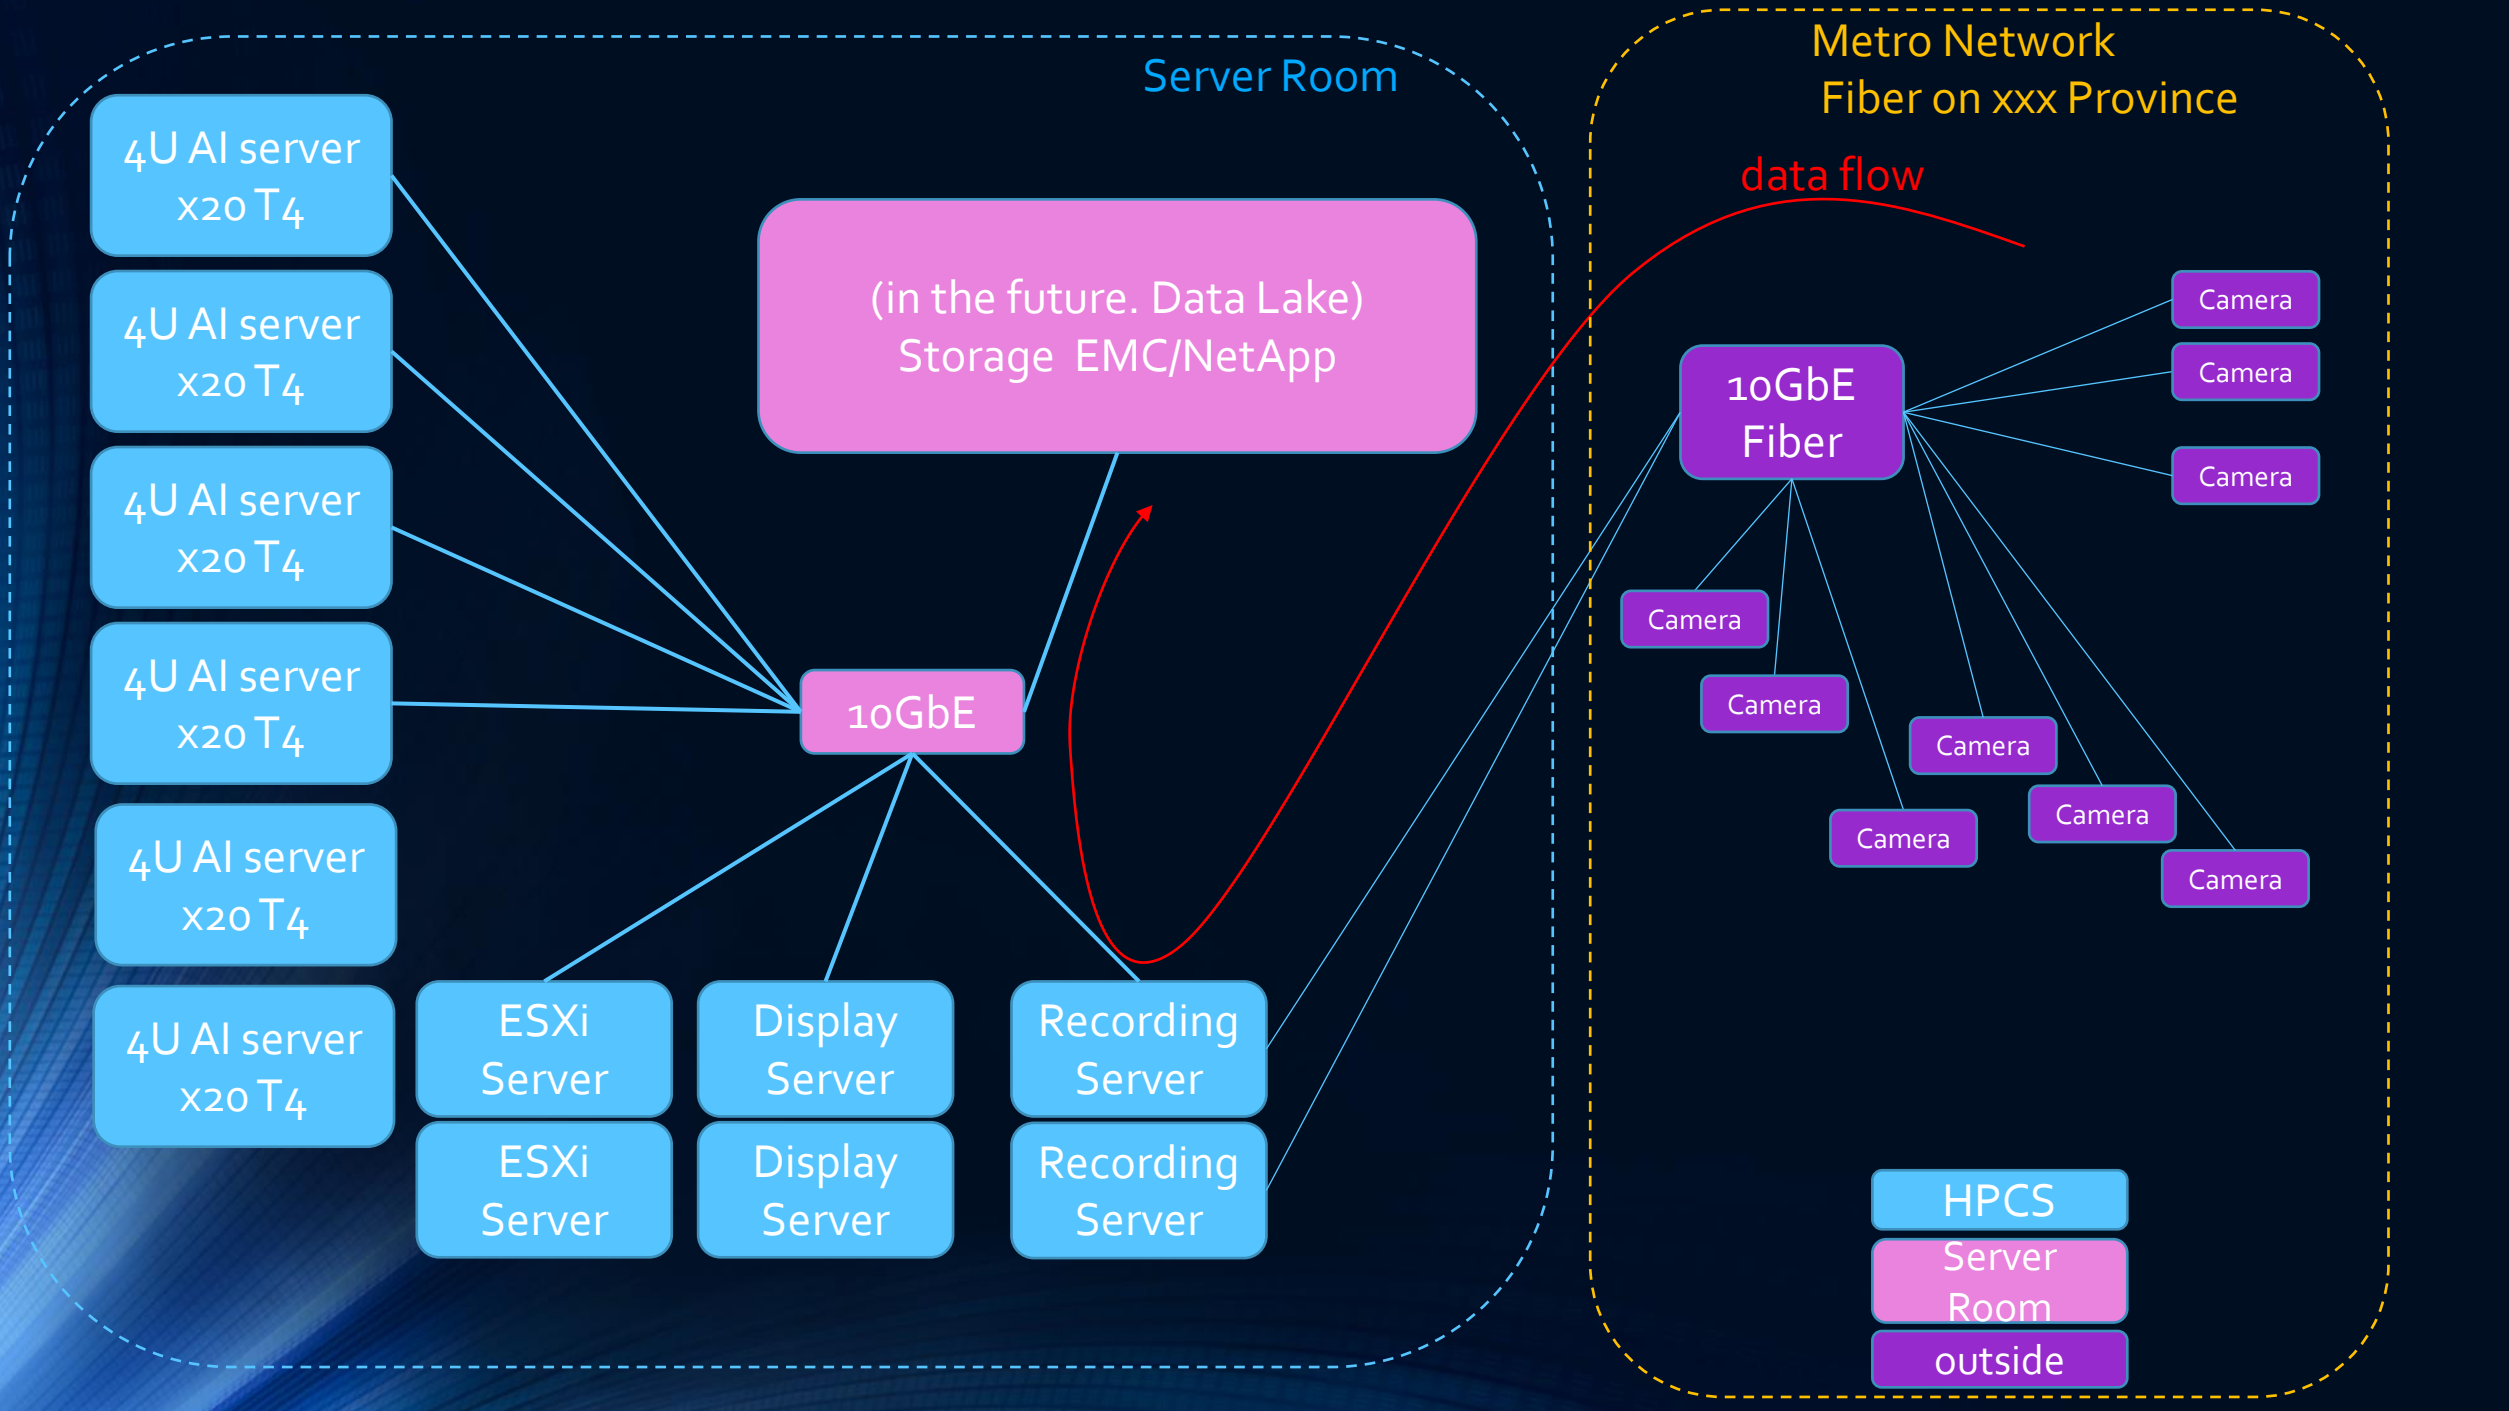 Server Room
4U AI server
x20 T4
4U AI server
x20 T4
4U AI server
x20 T4
4U AI server
x20 T4
4U AI server
x20 T4
4U AI server
x20 T4
(in the future. Data Lake)
Storage  EMC/NetApp
10GbE
ESXi
Server
Display
Server
Recording
Server
ESXi
Server
Display
Server
Recording
Server
Metro Network
Fiber on xxx Province
data flow
10GbE
Fiber
Camera
Camera
Camera
Camera
Camera
Camera
Camera
Camera
Camera
HPCS
Server
Room
outside